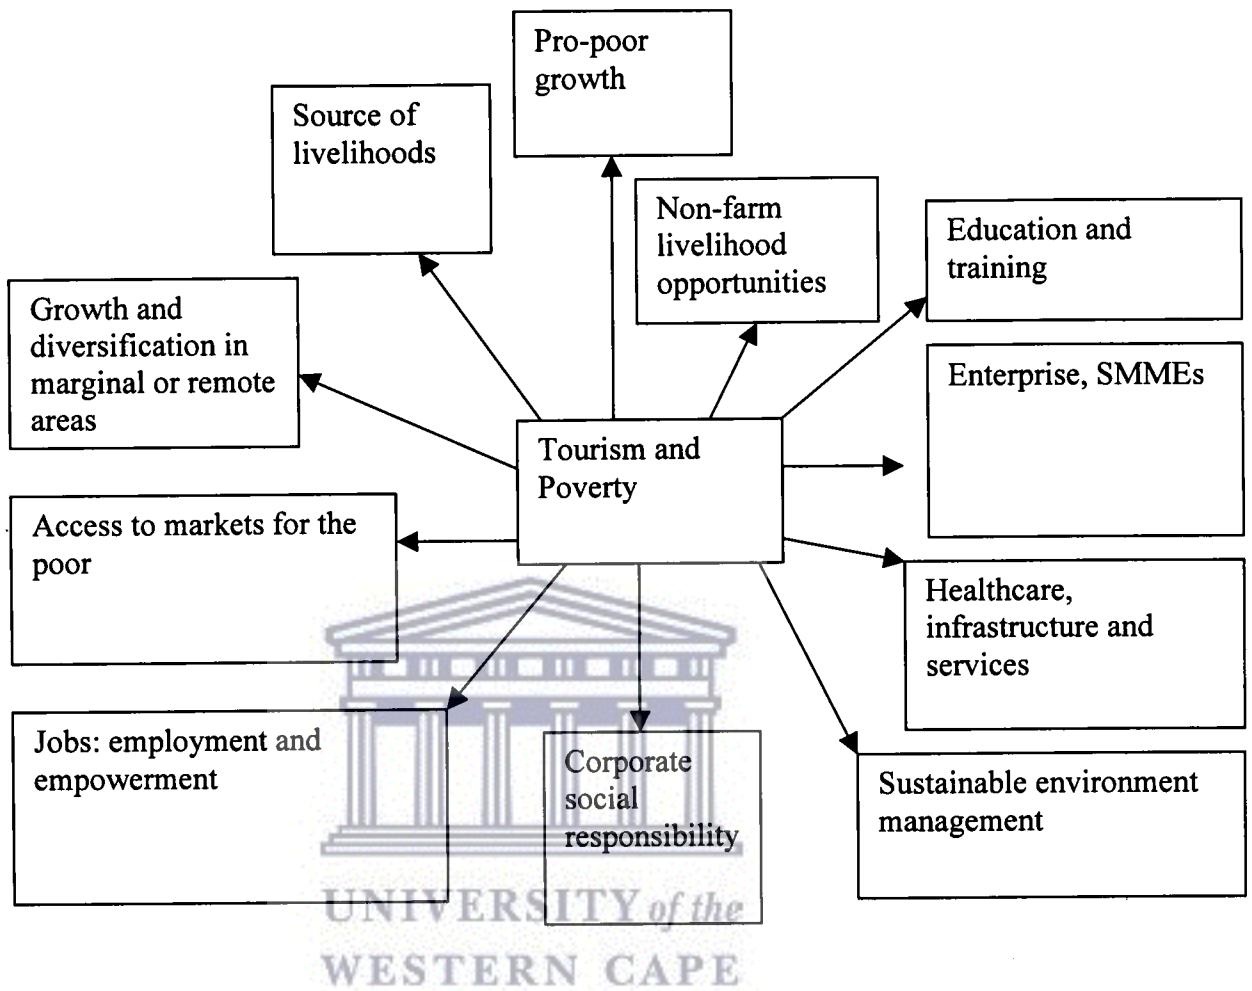 Pro-poor
growth
Source of
livelihoods
Non-farm
livelihood
opportunities
Education and
training
Growth and
diversification in
marginal or remote
areas
Enterprise, SMMEs
Tourism and
Poverty
Access to markets for the
poor
Healthcare,
infrastructure and
services
Jobs: employment and
empowerment
Corporate
social
responsibility
Sustainable environment
management
UNIVERSITY of the
WESTERN CAPE